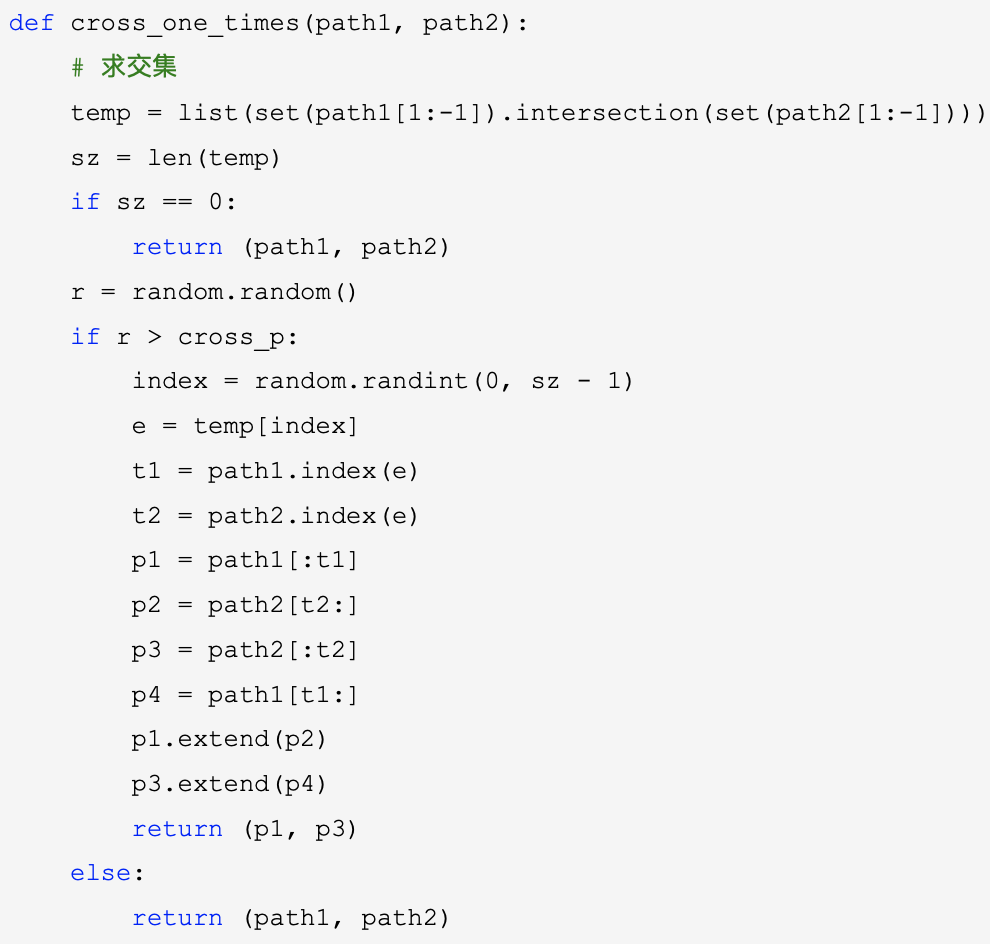 def cross_one_times(path1, path2):
    # 求交集
    temp = list(set(path1[1:-1]).intersection(set(path2[1:-1])))
    sz = len(temp)
    if sz == 0:
        return (path1, path2)
    r = random.random()
    if r > cross_p:
        index = random.randint(0, sz - 1)
        e = temp[index]
        t1 = path1.index(e)
        t2 = path2.index(e)
        p1 = path1[:t1]
        p2 = path2[t2:]
        p3 = path2[:t2]
        p4 = path1[t1:]
        p1.extend(p2)
        p3.extend(p4)
        return (p1, p3)
    else:
        return (path1, path2)